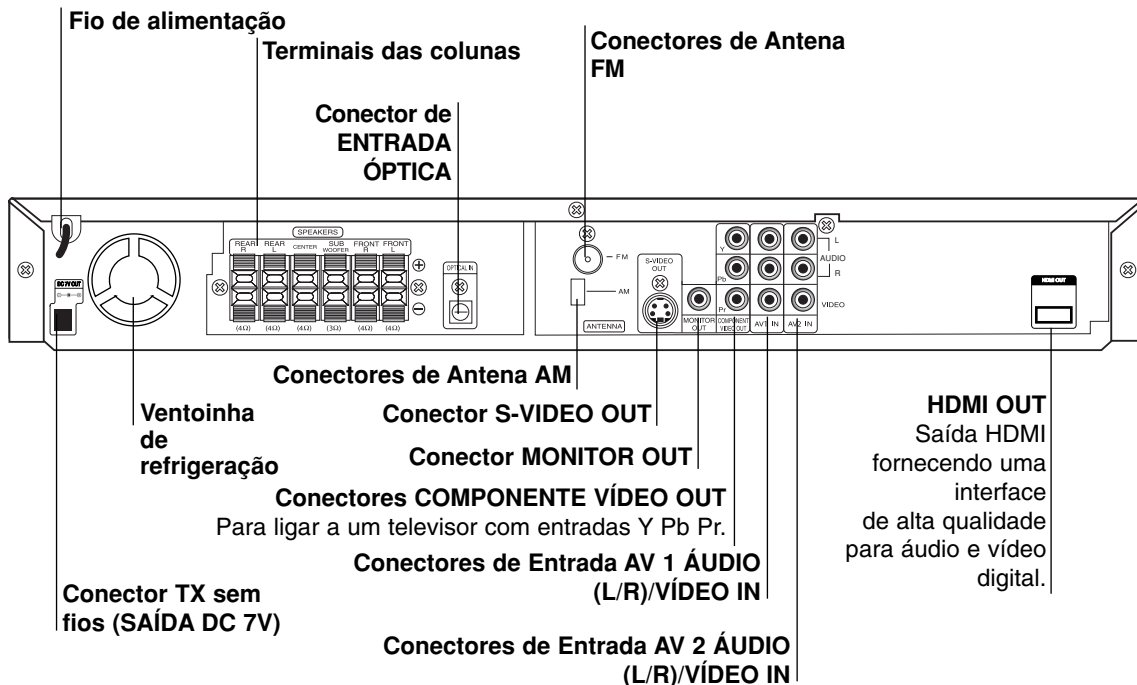 Fio de alimentação
Terminais das colunas
Conectores de Antena
FM
Conector de
ENTRADA
ÓPTICA
SPEAKERS
REAR R
REAR L
CENTER
SUB WOOFER
FRONT R
FRONT L
(4Ω) (4Ω) (4Ω) (3Ω) (4Ω) (4Ω)
DC 7V OUT
OPTICAL IN
FM
AM
ANTENNA
S-VIDEO
OUT
Y
Pb
Pr
MONITOR
OUT
COMPONENT
VIDEO OUT
AV1 IN
AV2 IN
L
AUDIO
R
VIDEO
HDMI OUT
Conectores de Antena AM
Conector S-VIDEO OUT
Conector MONITOR OUT
Conectores COMPONENTE VÍDEO OUT
Para ligar a um televisor com entradas Y Pb Pr.
Conectores de Entrada AV 1 ÁUDIO
(L/R)/VÍDEO IN
Conectores de Entrada AV 2 ÁUDIO
(L/R)/VÍDEO IN
Ventoinha
de
refrigeração
Conector TX sem
fios (SAÍDA DC 7V)
HDMI OUT
Saída HDMI
fornecendo uma
interface
de alta qualidade
para áudio e vídeo
digital.